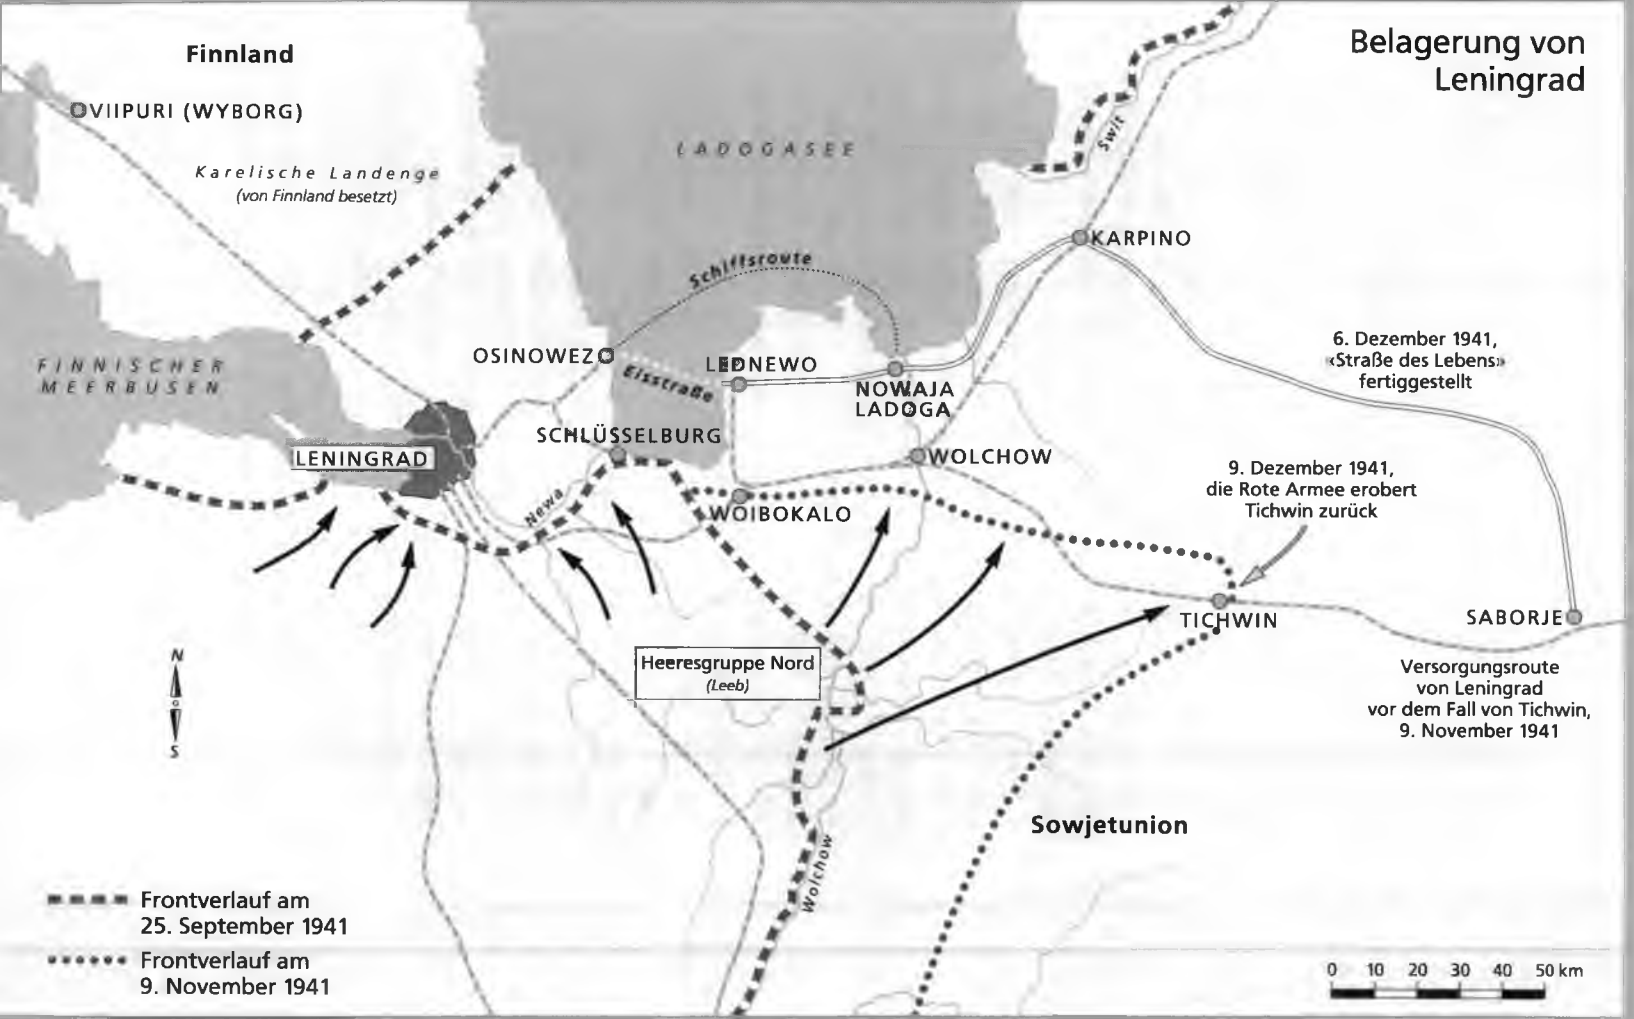 Belagerung von
Leningrad
Finnland
VIIPURI (WYBORG)
Karelische Landenge
(von Finnland besetzt)
LADOGASEE
Swit
KARPINO
Schiffsroute
FINNISCHER
MEERBUSEN
OSINOWEZ
LEDNEWO
Eisstraße
NOWAJA
LADOGA
6. Dezember 1941,
«Straße des Lebens»
fertiggestellt
SCHLÜSSELBURG
LENINGRAD
WOLCHOW
9. Dezember 1941,
die Rote Armee erobert
Tichwin zurück
Newa
WOIBOKALO
TICHWIN
SABORJE
Heeresgruppe Nord
(Leeb)
Versorgungsroute
von Leningrad
vor dem Fall von Tichwin,
9. November 1941
N
S
Sowjetunion
Wolchow
Frontverlauf am
25. September 1941
Frontverlauf am
9. November 1941
0 10 20 30 40 50 km